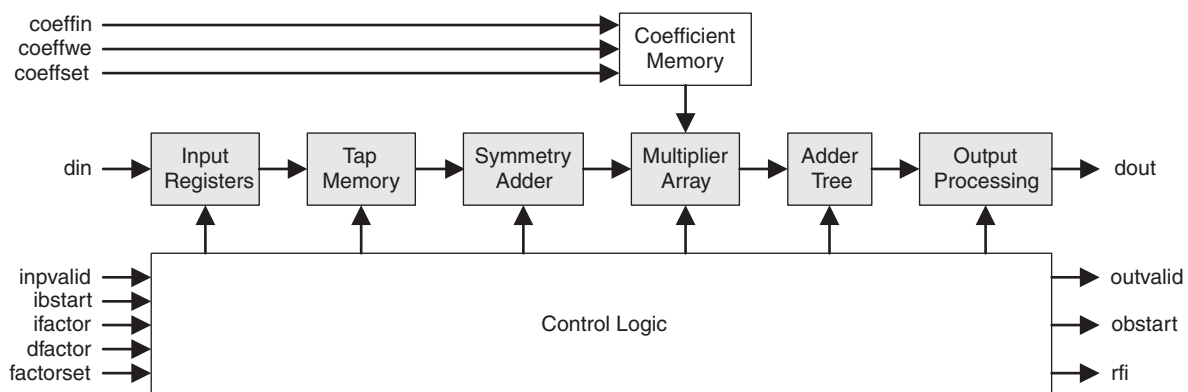 coeffin
coeffwe
coeffset
Coefficient
Memory
din
Input
Registers
Tap
Memory
Symmetry
Adder
Multiplier
Array
Adder
Tree
Output
Processing
dout
inpvalid
ibstart
ifactor
dfactor
factorset
Control Logic
outvalid
obstart
rfi